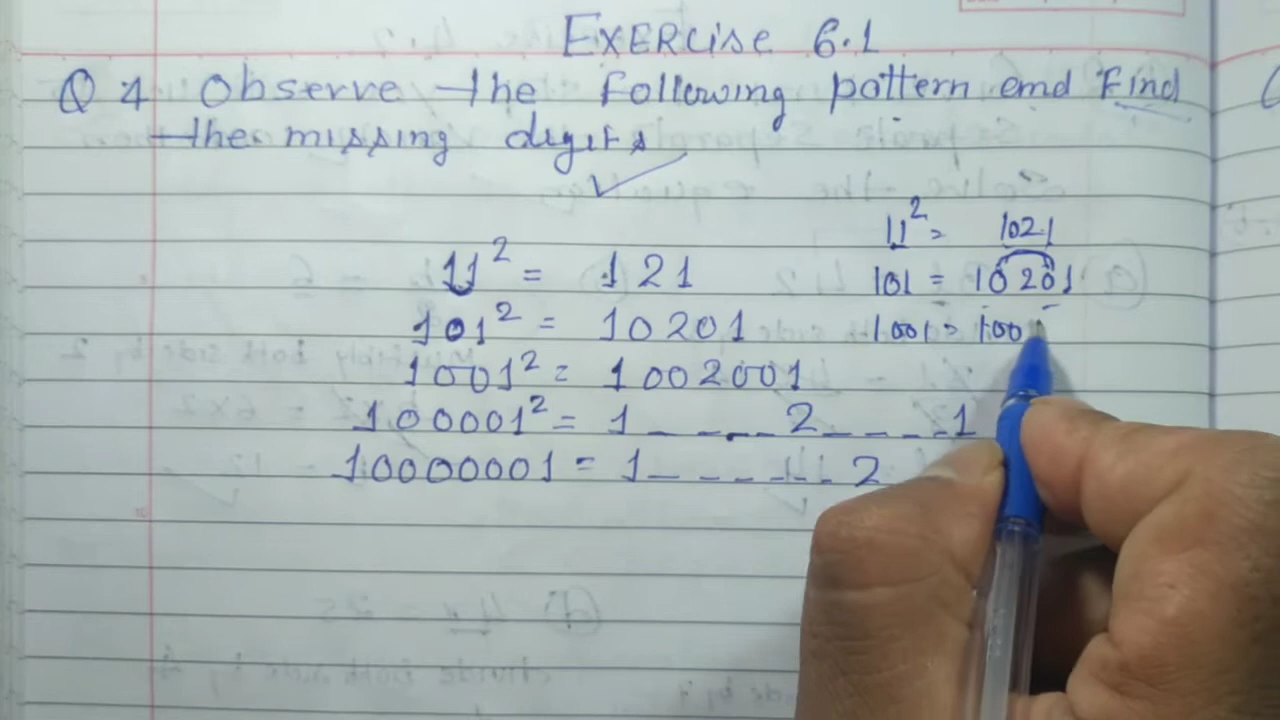 EXERCise 6.1
Q 4 Observe the Following pattern and Find
the missing digits
11² = 121
101² = 10201
1001² = 1002001
100001² = 1 _ _ _ _ 2 _ _ _ _ 1
10000001 = 1 _ _ _ _ _ _ 2
11² = 1021
101 = 10201
1001 = 100